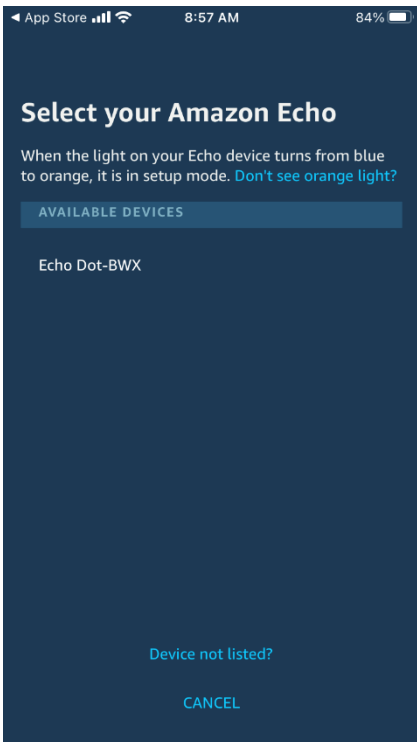 ◀ App Store 8:57 AM 84%
Select your Amazon Echo
When the light on your Echo device turns from blue
to orange, it is in setup mode. Don't see orange light?
AVAILABLE DEVICES
Echo Dot-BWX
Device not listed?
CANCEL